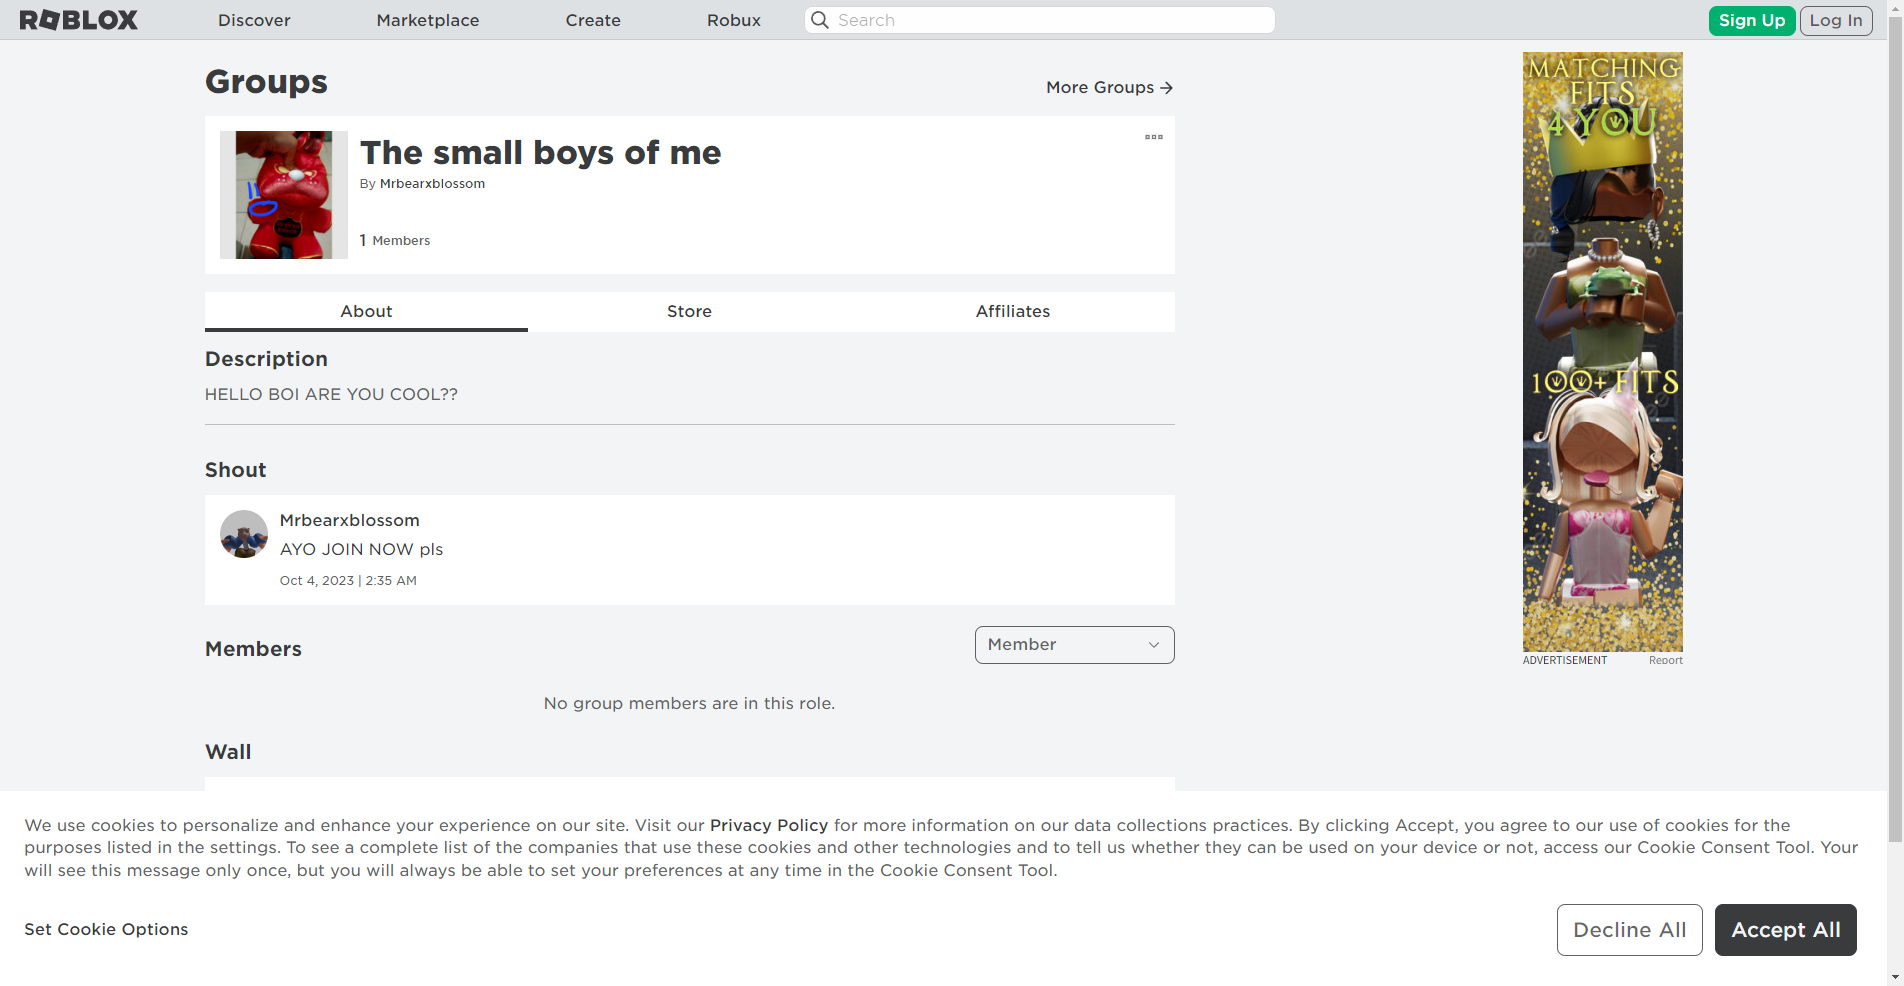 ROBLOX
Discover
Marketplace
Create
Robux
Search
Sign Up
Log In
Groups
More Groups
The small boys of me
By Mrbearxblossom
1 Members
About
Store
Affiliates
Description
HELLO BOI ARE YOU COOL??
Shout
Mrbearxblossom
AYO JOIN NOW pls
Oct 4, 2023 | 2:35 AM
Members
Member
No group members are in this role.
Wall
MATCHING
FITS
4 YOU
100+ FITS
ADVERTISEMENT
Report
We use cookies to personalize and enhance your experience on our site. Visit our Privacy Policy for more information on our data collections practices. By clicking Accept, you agree to our use of cookies for the
purposes listed in the settings. To see a complete list of the companies that use these cookies and other technologies and to tell us whether they can be used on your device or not, access our Cookie Consent Tool. Your
will see this message only once, but you will always be able to set your preferences at any time in the Cookie Consent Tool.
Set Cookie Options
Decline All
Accept All